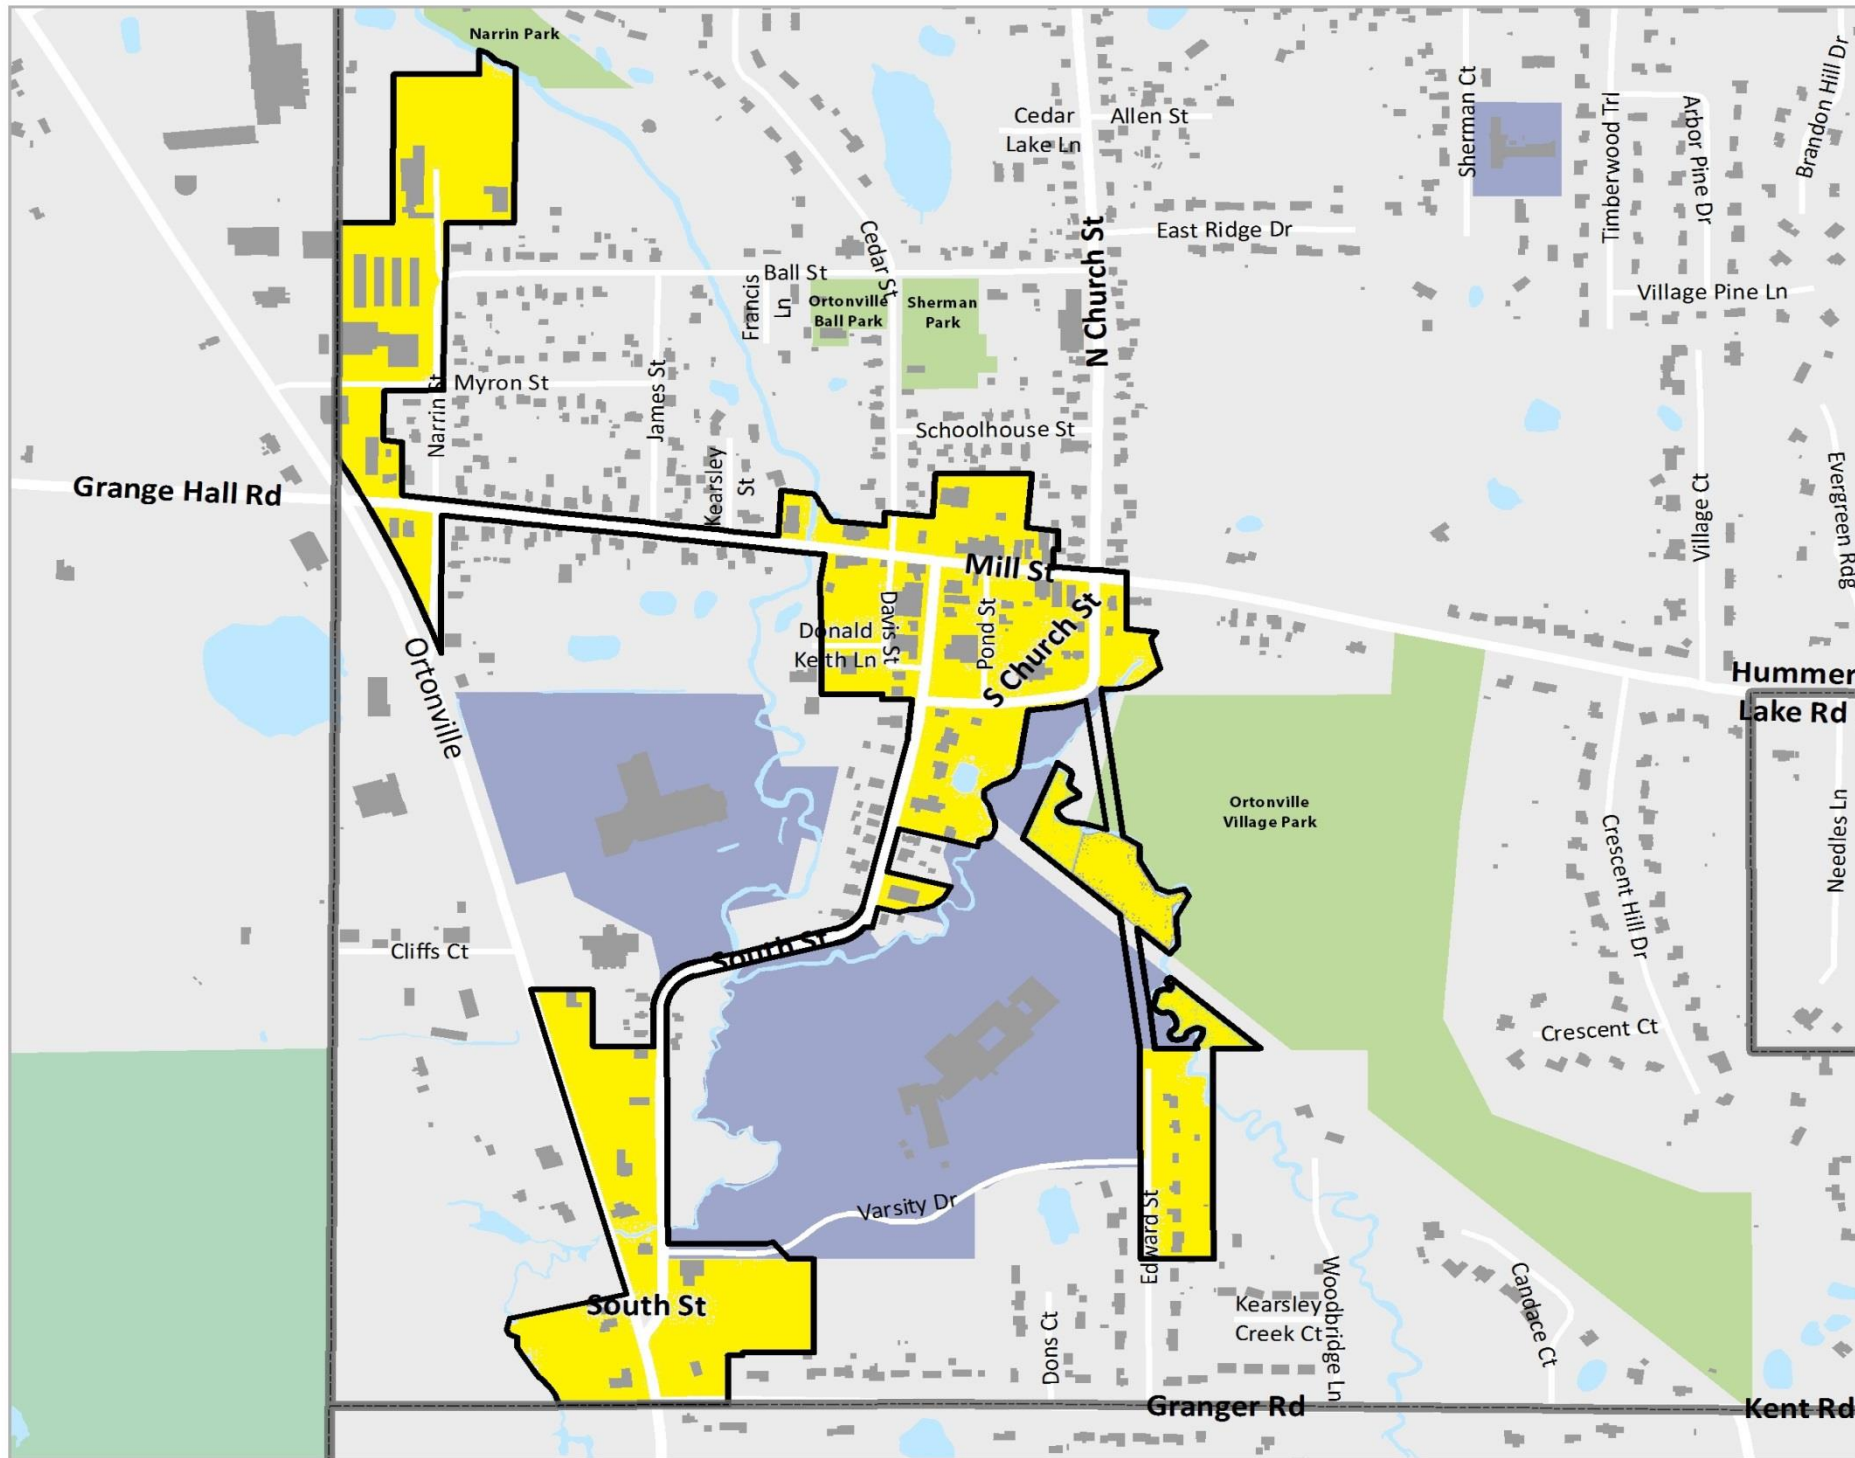 Narrin Park
Sherman Ct
Timberwood Trl
Arbor Pine Dr
Brandon Hill Dr
Cedar
Lake Ln
Allen St
N Church St
East Ridge Dr
Cedar St
Ball St
Francis
Ln
Ortonville
Ball Park
Sherman
Park
Village Pine Ln
Narrin St
Myron St
James St
Schoolhouse St
Kearsley
St
Village Ct
Evergreen Rdg
Grange Hall Rd
Mill St
Davis St
Pond St
S Church St
Donald
Keith Ln
Ortonville
Hummer
Lake Rd
Ortonville
Village Park
Crescent Hill Dr
Needles Ln
Cliffs Ct
South St
Crescent Ct
Varsity Dr
Edward St
South St
Dons Ct
Kearsley
Creek Ct
Woodbridge Ln
Candace Ct
Granger Rd
Kent Rd